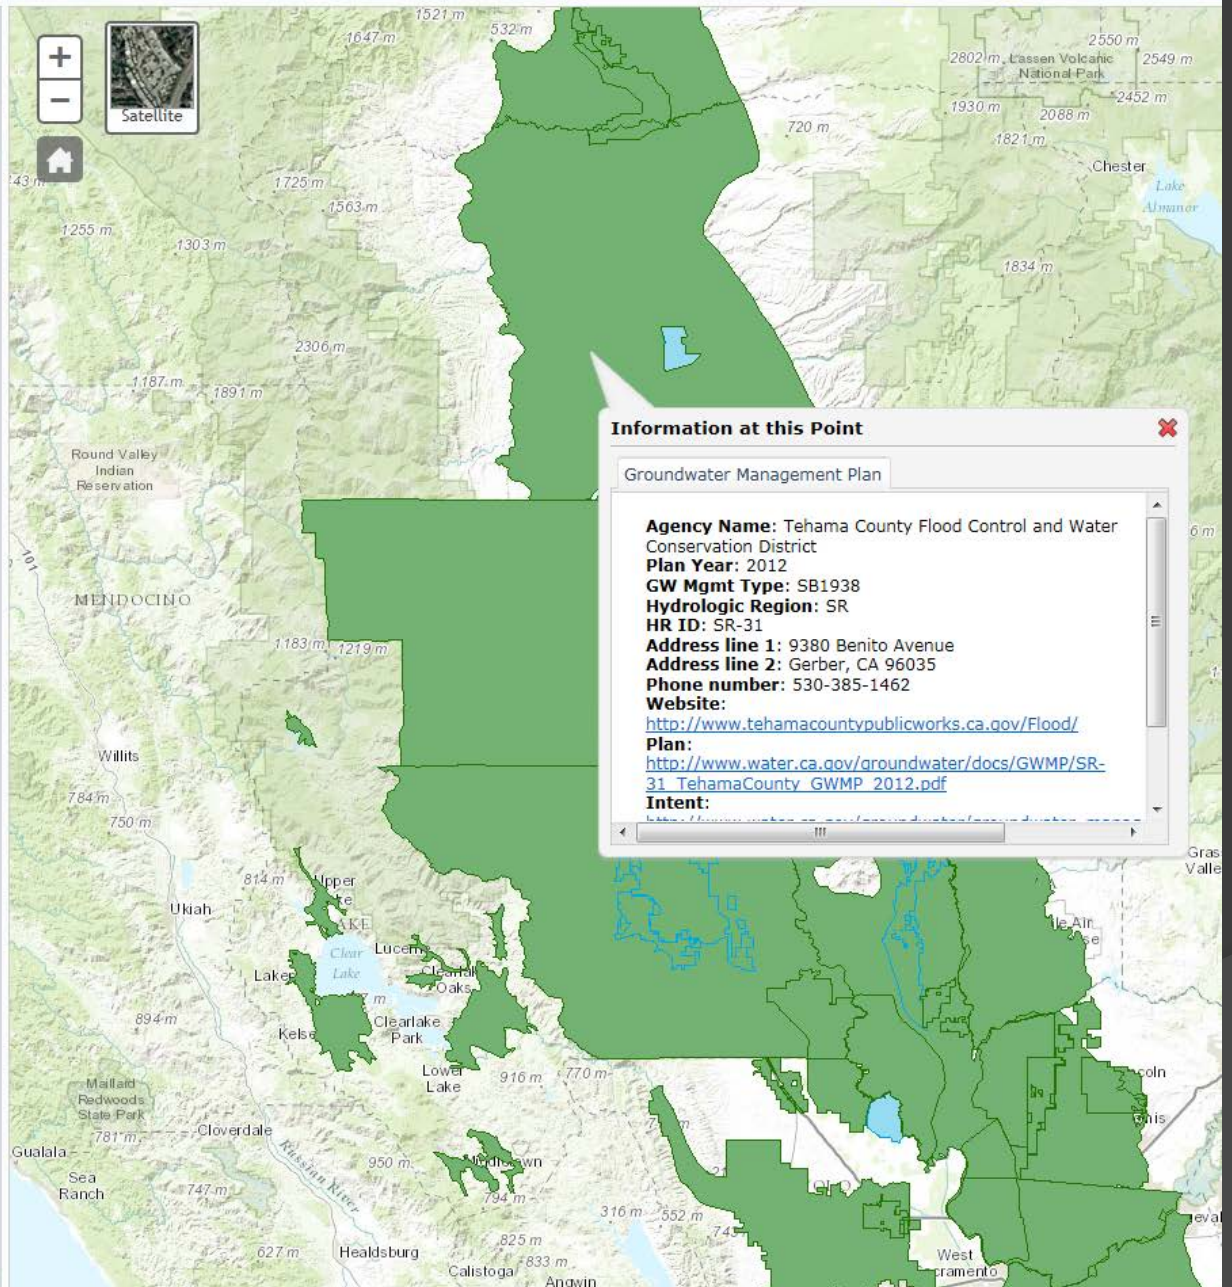 1521 m
532 m
1647 m
2550 m
2802 m
Lassen Volcanic
National Park
2549 m
+
−
Satellite
2452 m
1930 m
2088 m
720 m
1821 m
Chester
Lake
Almanor
1725 m
1563 m
1255 m
1303 m
1834 m
2306 m
1187 m
1891 m
Information at this Point
Groundwater Management Plan
Round Valley
Indian
Reservation
Agency Name: Tehama County Flood Control and Water
Conservation District
Plan Year: 2012
GW Mgmt Type: SB1938
Hydrologic Region: SR
HR ID: SR-31
Address line 1: 9380 Benito Avenue
Address line 2: Gerber, CA 96035
Phone number: 530-385-1462
Website:
http://www.tehamacountypublicworks.ca.gov/Flood/
Plan:
http://www.water.ca.gov/groundwater/docs/GWMP/SR-
31_TehamaCounty_GWMP_2012.pdf
Intent:
101
MENDOCINO
1183 m
1219 m
Willits
784 m
750 m
814 m
Upper
Ukiah
Clear
Lake
Oaks
894 m
Clearlake
Park
Lower
Lake
916 m
770 m
Mailliard
Redwoods
State Park
781 m
Cloverdale
Gualala
Sea
Ranch
747 m
Russian River
950 m
Middletown
794 m
316 m
552 m
825 m
833 m
627 m
Healdsburg
Calistoga
Angwin
West